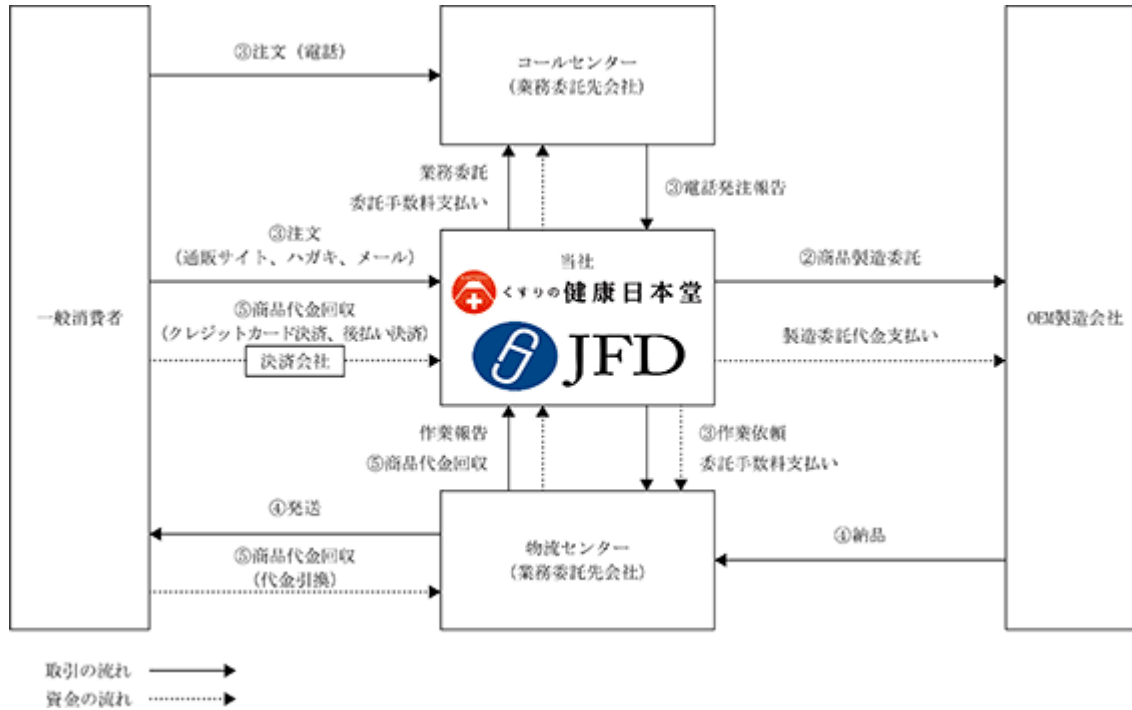 ③注文（電話）
コールセンター
（業務委託先会社）
業務委託
委託手数料支払い
③電話発注報告
③注文
（通販サイト、ハガキ、メール）
⑤商品代金回収
（クレジットカード決済、後払い決済）
決済会社
一般消費者
当社
くすりの健康日本堂
JFD
②商品製造委託
製造委託代金支払い
OEM製造会社
作業報告
⑤商品代金回収
③作業依頼
委託手数料支払い
④発送
⑤商品代金回収
（代金引換）
物流センター
（業務委託先会社）
④納品
取引の流れ
資金の流れ